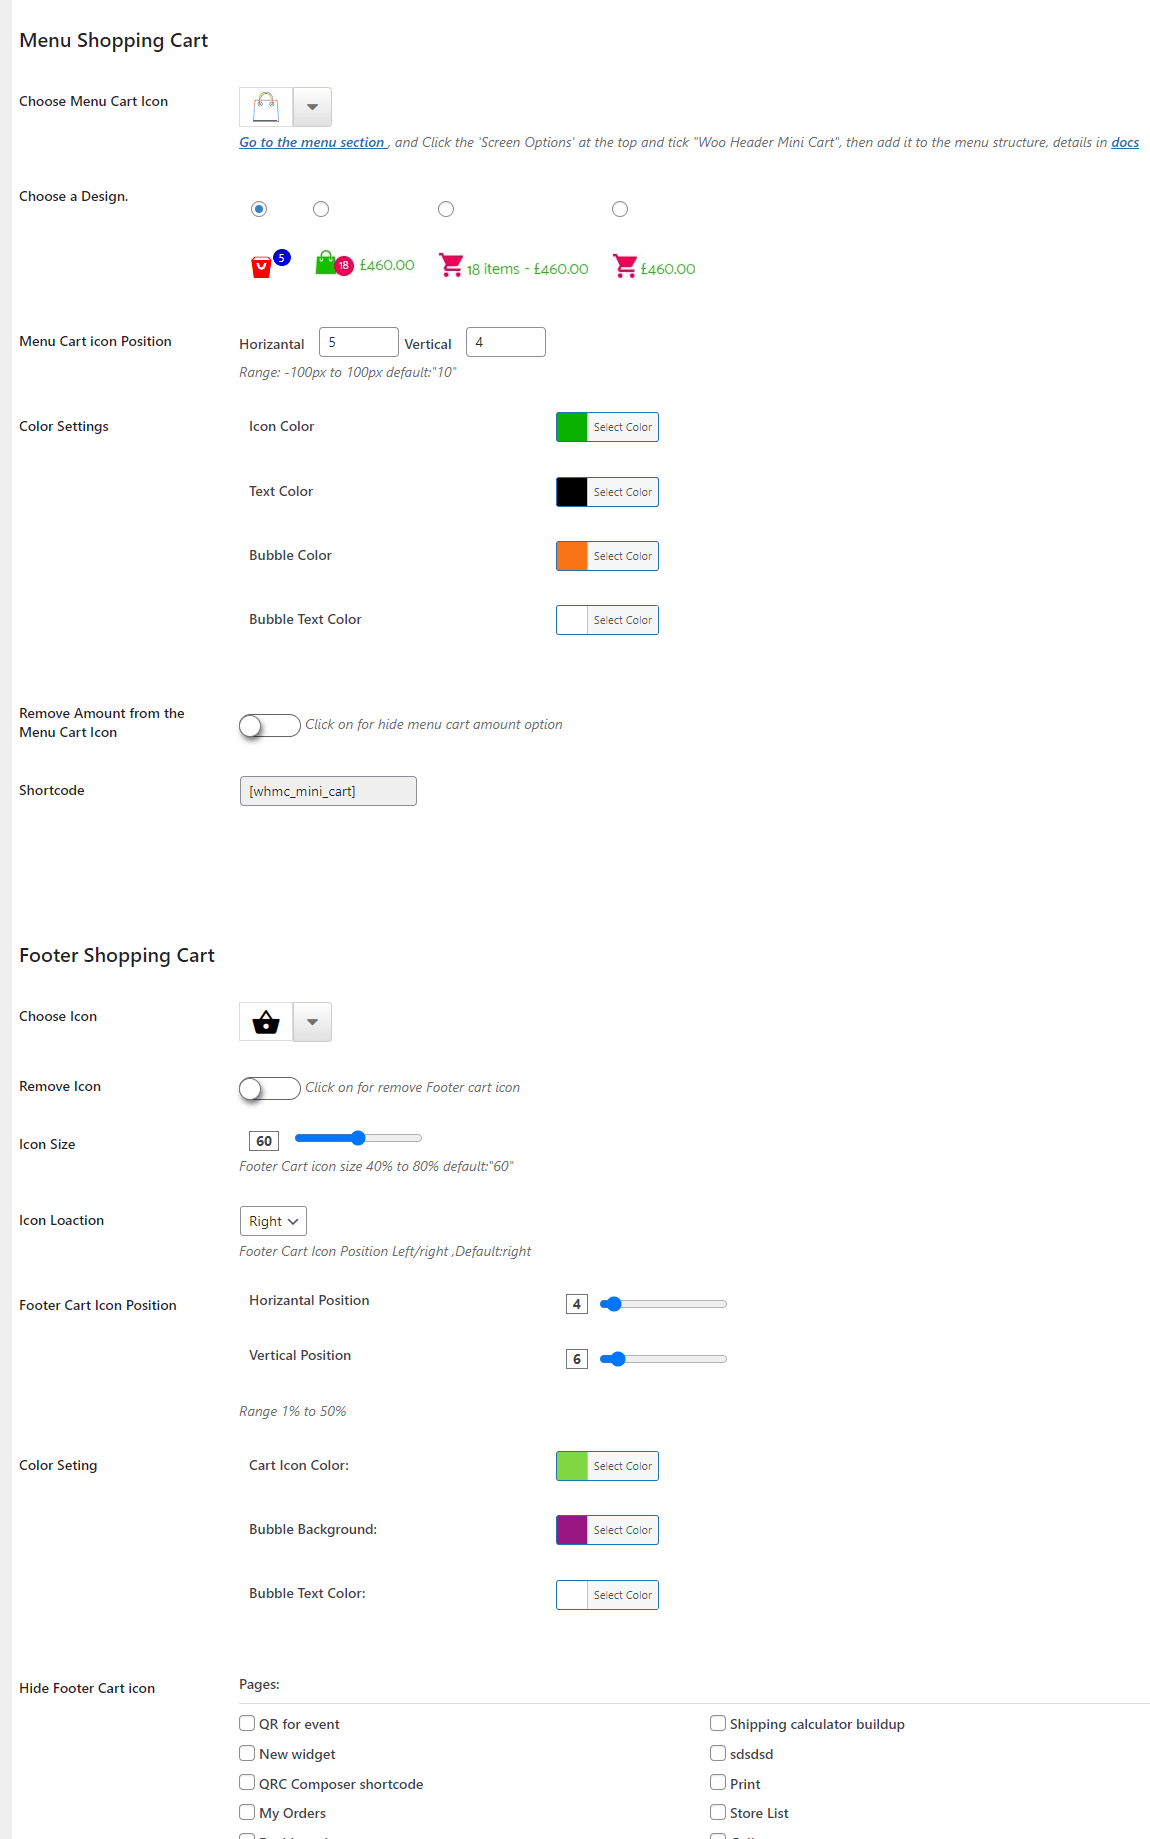 Menu Shopping Cart
Choose Menu Cart Icon
Go to the menu section , and Click the 'Screen Options' at the top and tick "Woo Header Mini Cart", then add it to the menu structure, details in docs
Choose a Design.
5
18 £460.00
18 items - £460.00
£460.00
Menu Cart icon Position
Horizantal 5 Vertical 4
Range: -100px to 100px default:"10"
Color Settings
Icon Color Select Color
Text Color Select Color
Bubble Color Select Color
Bubble Text Color Select Color
Remove Amount from the
Menu Cart Icon
Click on for hide menu cart amount option
Shortcode
[whmc_mini_cart]
Footer Shopping Cart
Choose Icon
Remove Icon
Click on for remove Footer cart icon
Icon Size
60
Footer Cart icon size 40% to 80% default:"60"
Icon Loaction
Right
Footer Cart Icon Position Left/right ,Default:right
Footer Cart Icon Position
Horizantal Position 4
Vertical Position 6
Range 1% to 50%
Color Seting
Cart Icon Color: Select Color
Bubble Background: Select Color
Bubble Text Color: Select Color
Hide Footer Cart icon
Pages:
QR for event
Shipping calculator buildup
New widget
sdsdsd
QRC Composer shortcode
Print
My Orders
Store List